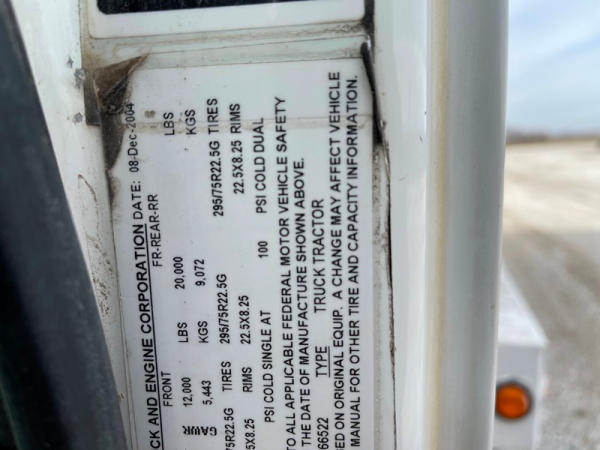 CK AND ENGINE CORPORATION DATE: 08-Dec-2004
FRONT FR-REAR-RR
12,000 LBS 20,000 LBS
GAWR 5,443 KGS 9,072 KGS
75R22.5G TIRES 295/75R22.5G 295/75R22.5G TIRES
5X8.25 RIMS 22.5X8.25 22.5X8.25 RIMS
PSI COLD SINGLE AT 100 PSI COLD DUAL
TO ALL APPLICABLE FEDERAL MOTOR VEHICLE SAFETY
THE DATE OF MANUFACTURE SHOWN ABOVE.
66522 TYPE TRUCK TRACTOR
ED ON ORIGINAL EQUIP. A CHANGE MAY AFFECT VEHICLE
MANUAL FOR OTHER TIRE AND CAPACITY INFORMATION.